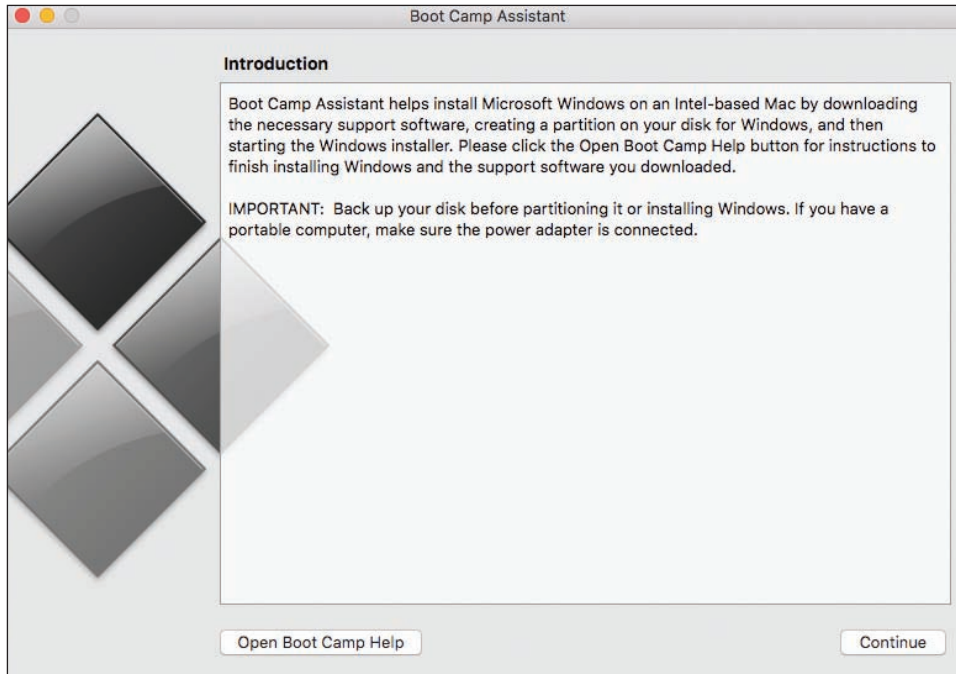 Boot Camp Assistant
Introduction
Boot Camp Assistant helps install Microsoft Windows on an Intel-based Mac by downloading
the necessary support software, creating a partition on your disk for Windows, and then
starting the Windows installer. Please click the Open Boot Camp Help button for instructions to
finish installing Windows and the support software you downloaded.
IMPORTANT:  Back up your disk before partitioning it or installing Windows. If you have a
portable computer, make sure the power adapter is connected.
Open Boot Camp Help
Continue